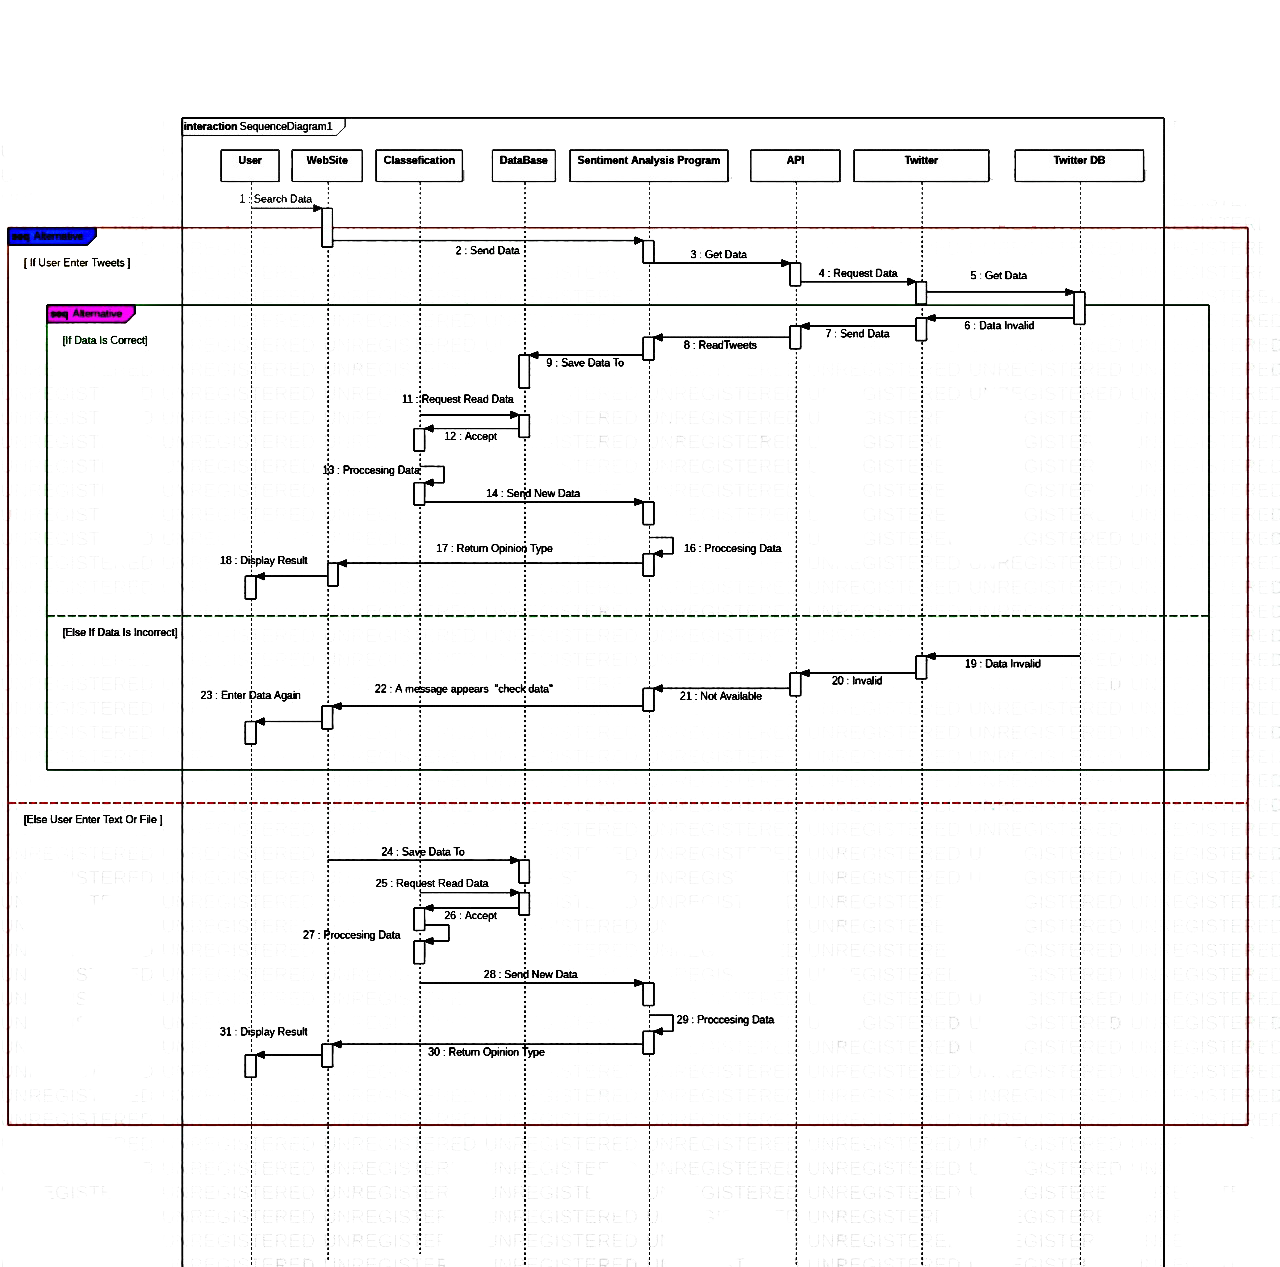 interaction SequenceDiagram1
User
WebSite
Classefication
DataBase
Sentiment Analysis Program
API
Twitter
Twitter DB
1 : Search Data
seq Alternative
2 : Send Data
3 : Get Data
[ If User Enter Tweets ]
4 : Request Data
5 : Get Data
seq Alternative
6 : Data Invalid
7 : Send Data
[If Data Is Correct]
8 : ReadTweets
9 : Save Data To
11 : Request Read Data
12 : Accept
13 : Proccesing Data
14 : Send New Data
17 : Return Opinion Type
16 : Proccesing Data
18 : Display Result
[Else If Data Is Incorrect]
19 : Data Invalid
20 : Invalid
22 : A message appears "check data"
23 : Enter Data Again
21 : Not Available
[Else User Enter Text Or File ]
24 : Save Data To
25 : Request Read Data
26 : Accept
27 : Proccesing Data
28 : Send New Data
29 : Proccesing Data
31 : Display Result
30 : Return Opinion Type